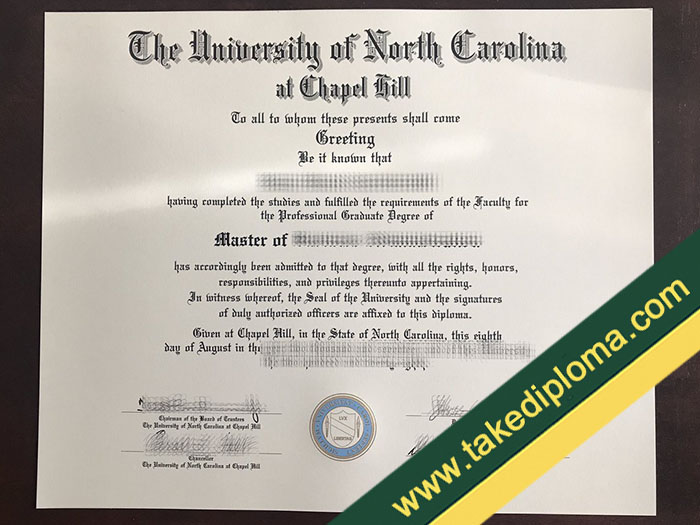 The University of North Carolina
at Chapel Hill
To all to whom these presents shall come
Greeting
Be it known that
having completed the studies and fulfilled the requirements of the Faculty for
the Professional Graduate Degree of
Master of
has accordingly been admitted to that degree, with all the rights, honors,
responsibilities, and privileges thereunto appertaining.
In witness whereof, the Seal of the University and the signatures
of duly authorized officers are affixed to this diploma.
Given at Chapel Hill, in the State of North Carolina, this eighth
day of August in
Chairman of the Board of Trustees
The University of North Carolina at Chapel Hill
Chancellor
The University of North Carolina at Chapel Hill
LUX
LIBERTAS
www.takediploma.com